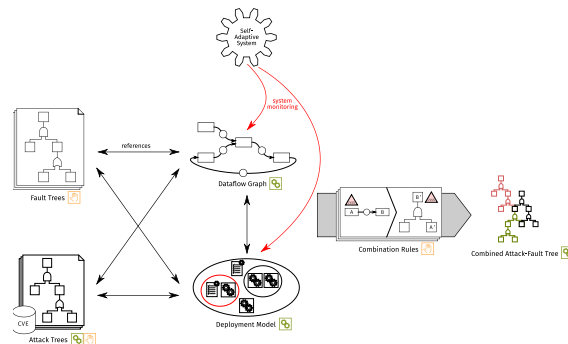 Self-
Adaptive
System
system
monitoring
references
Fault Trees
Dataflow Graph
A
B
B'
A'
Combination Rules
Combined Attack-Fault Tree
CVE
Attack Trees
Deployment Model